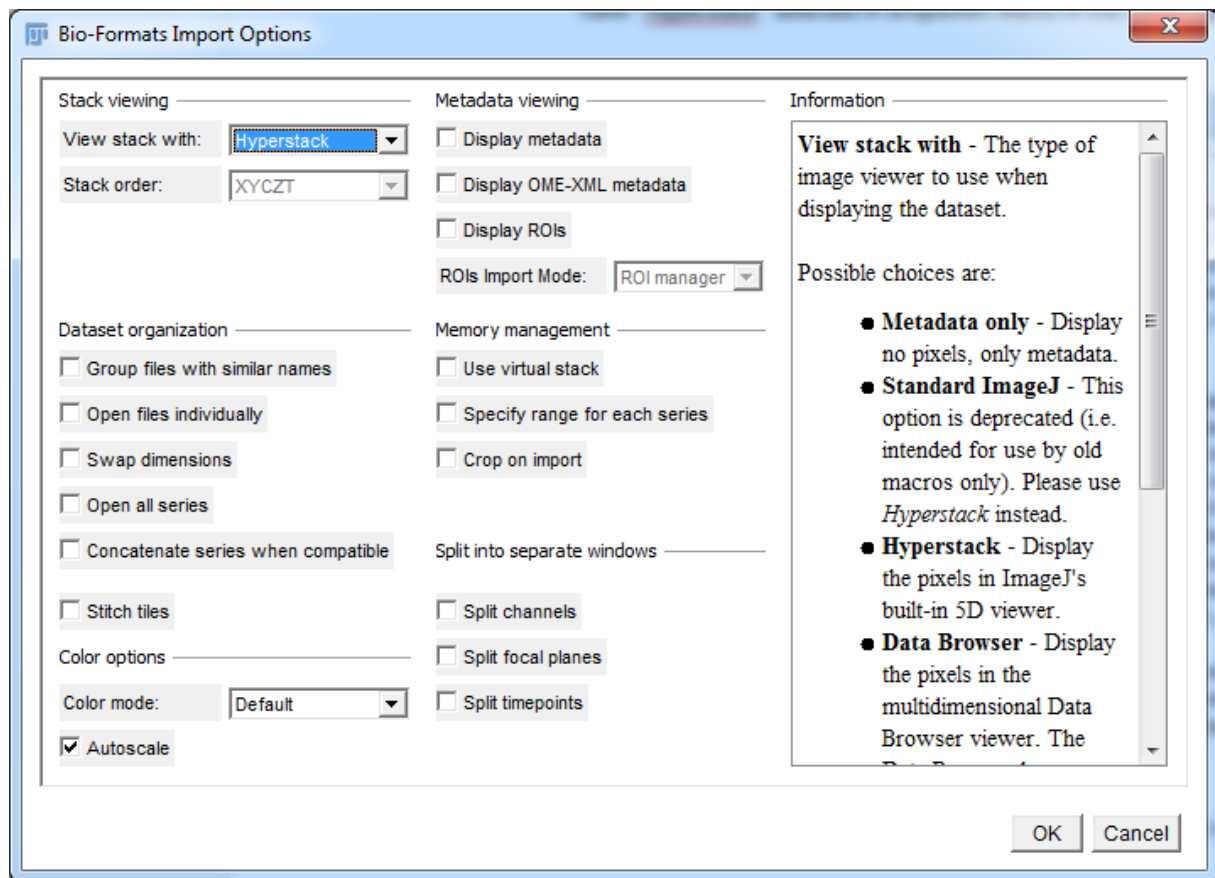 Bio-Formats Import Options
Stack viewing
View stack with: Hyperstack
Stack order: XYCZT
Metadata viewing
Display metadata
Display OME-XML metadata
Display ROIs
ROIs Import Mode: ROI manager
Dataset organization
Group files with similar names
Open files individually
Swap dimensions
Open all series
Concatenate series when compatible
Stitch tiles
Memory management
Use virtual stack
Specify range for each series
Crop on import
Split into separate windows
Split channels
Split focal planes
Split timepoints
Color options
Color mode: Default
Autoscale
Information
View stack with - The type of
image viewer to use when
displaying the dataset.
Possible choices are:
Metadata only - Display
no pixels, only metadata.
Standard ImageJ - This
option is deprecated (i.e.
intended for use by old
macros only). Please use
Hyperstack instead.
Hyperstack - Display
the pixels in ImageJ's
built-in 5D viewer.
Data Browser - Display
the pixels in the
multidimensional Data
Browser viewer. The
OK
Cancel